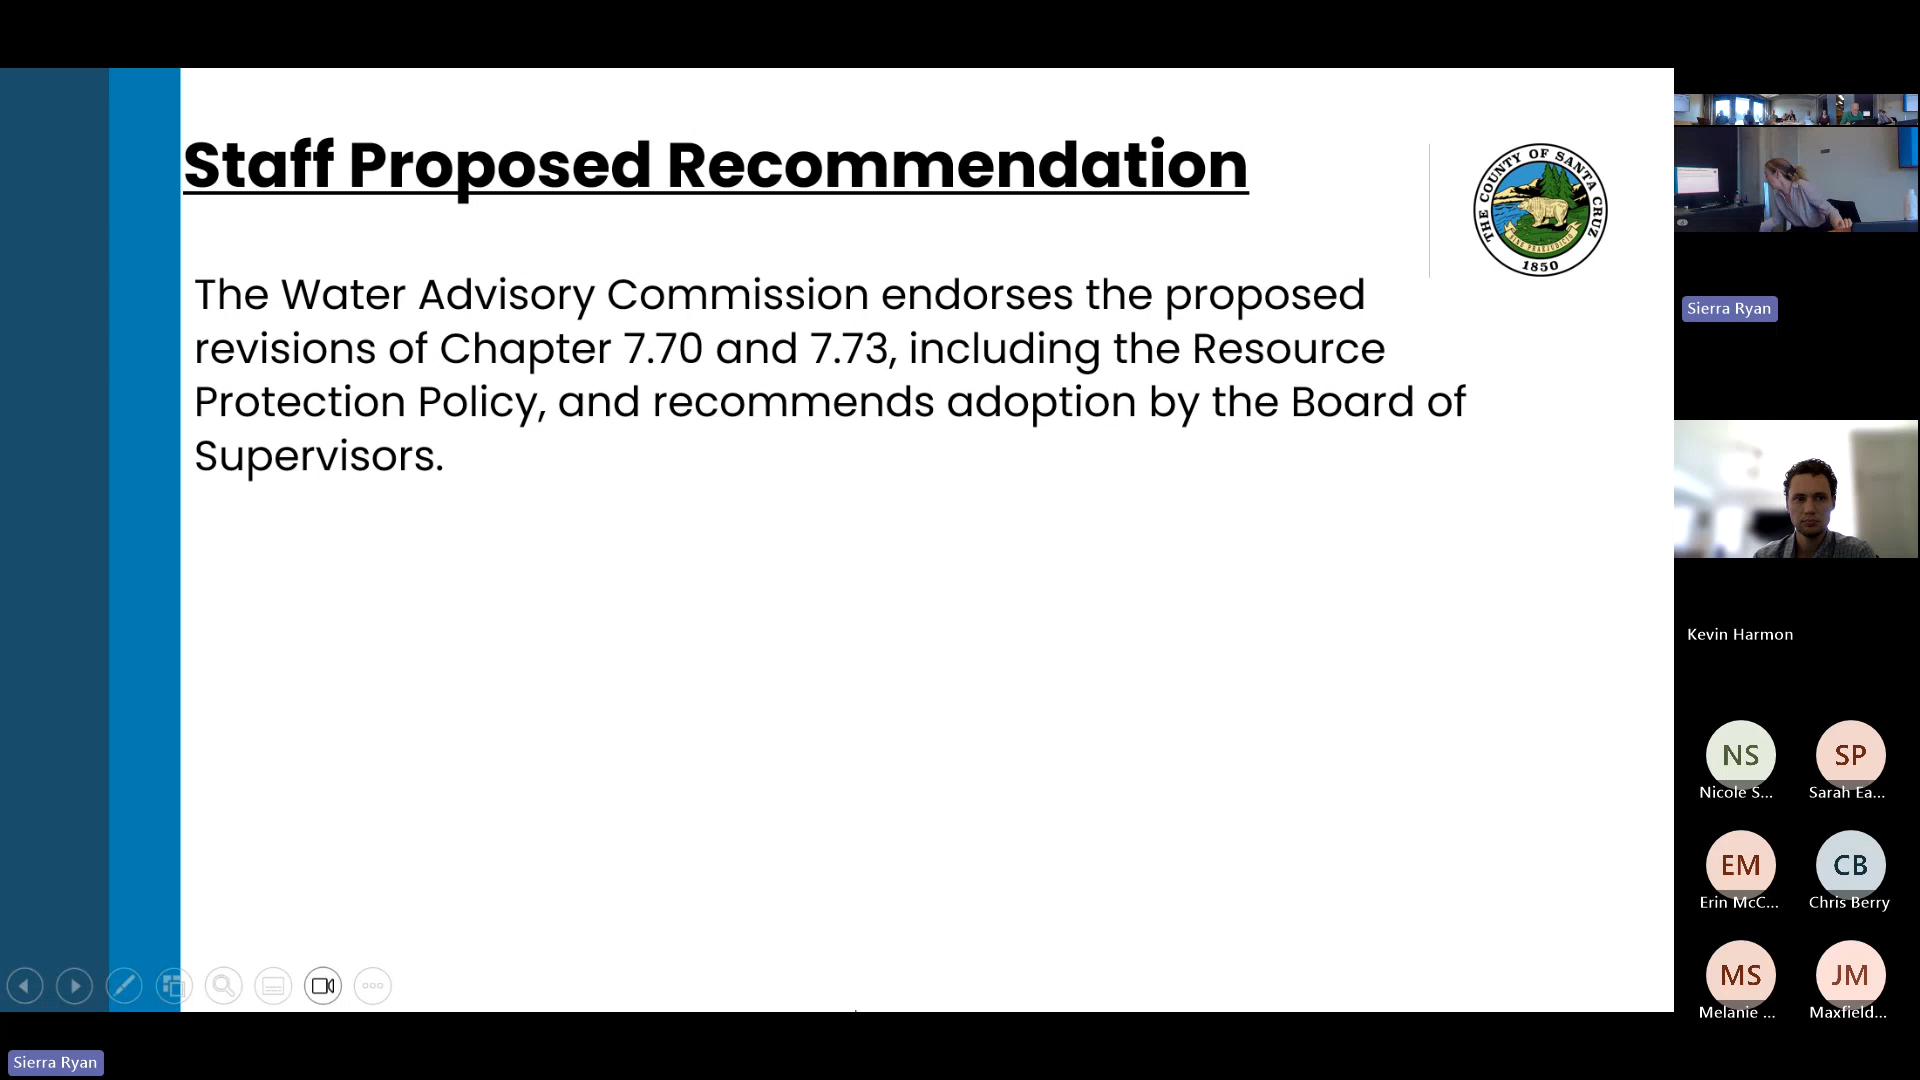 Staff Proposed Recommendation
THE COUNTY OF SANTA CRUZ
SINE PRAEJUDICIO
1850
The Water Advisory Commission endorses the proposed
revisions of Chapter 7.70 and 7.73, including the Resource
Protection Policy, and recommends adoption by the Board of
Supervisors.
Sierra Ryan
Kevin Harmon
NS
SP
Nicole S...
Sarah Ea...
EM
CB
Erin McC...
Chris Berry
MS
JM
Melanie ...
Maxfield...
Sierra Ryan